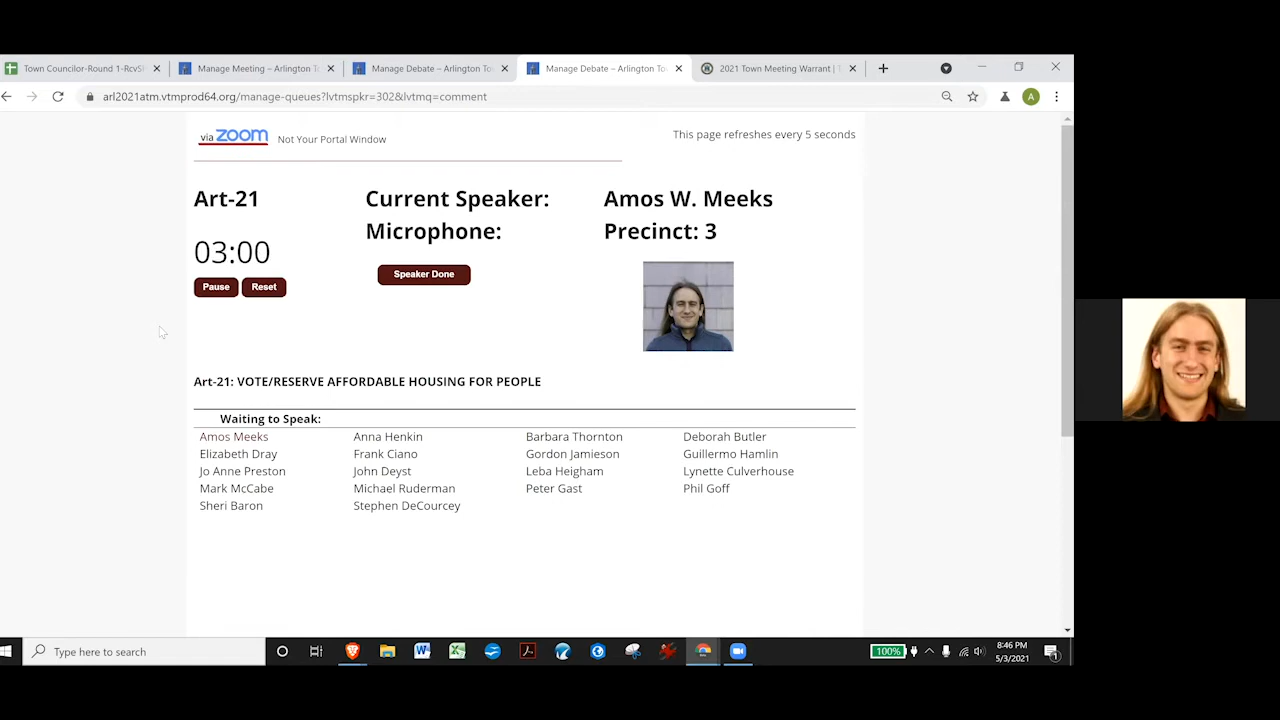 Town Councilor-Round 1-RcvS
Manage Meeting – Arlington T
Manage Debate – Arlington To
Manage Debate – Arlington To
2021 Town Meeting Warrant | T
arl2021atm.vtmprod64.org/manage-queues?lvtmspkr=302&lvtmq=comment
A
via zoom Not Your Portal Window
This page refreshes every 5 seconds
Art-21
Current Speaker:
Amos W. Meeks
Microphone:
Precinct: 3
03:00
Pause
Reset
Speaker Done
Art-21: VOTE/RESERVE AFFORDABLE HOUSING FOR PEOPLE
Waiting to Speak:
Amos Meeks Anna Henkin Barbara Thornton Deborah Butler
Elizabeth Dray Frank Ciano Gordon Jamieson Guillermo Hamlin
Jo Anne Preston John Deyst Leba Heigham Lynette Culverhouse
Mark McCabe Michael Ruderman Peter Gast Phil Goff
Sheri Baron Stephen DeCourcey
Type here to search
100%
8:46 PM
5/3/2021
1